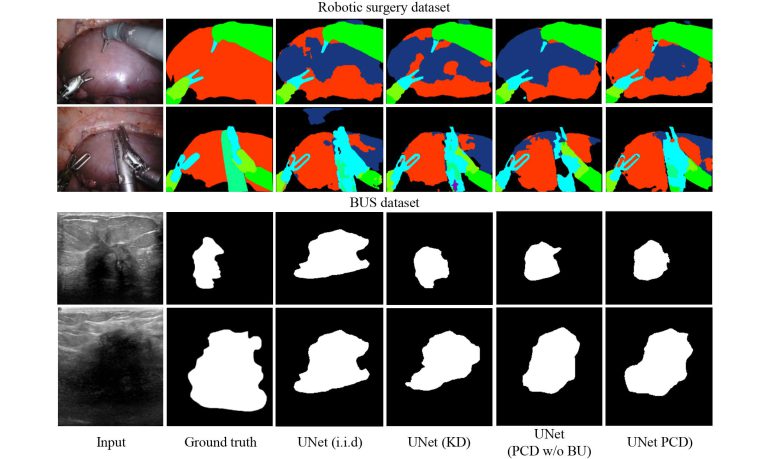 Robotic surgery dataset
BUS dataset
Input
Ground truth
UNet (i.i.d)
UNet (KD)
UNet
(PCD w/o BU)
UNet PCD)